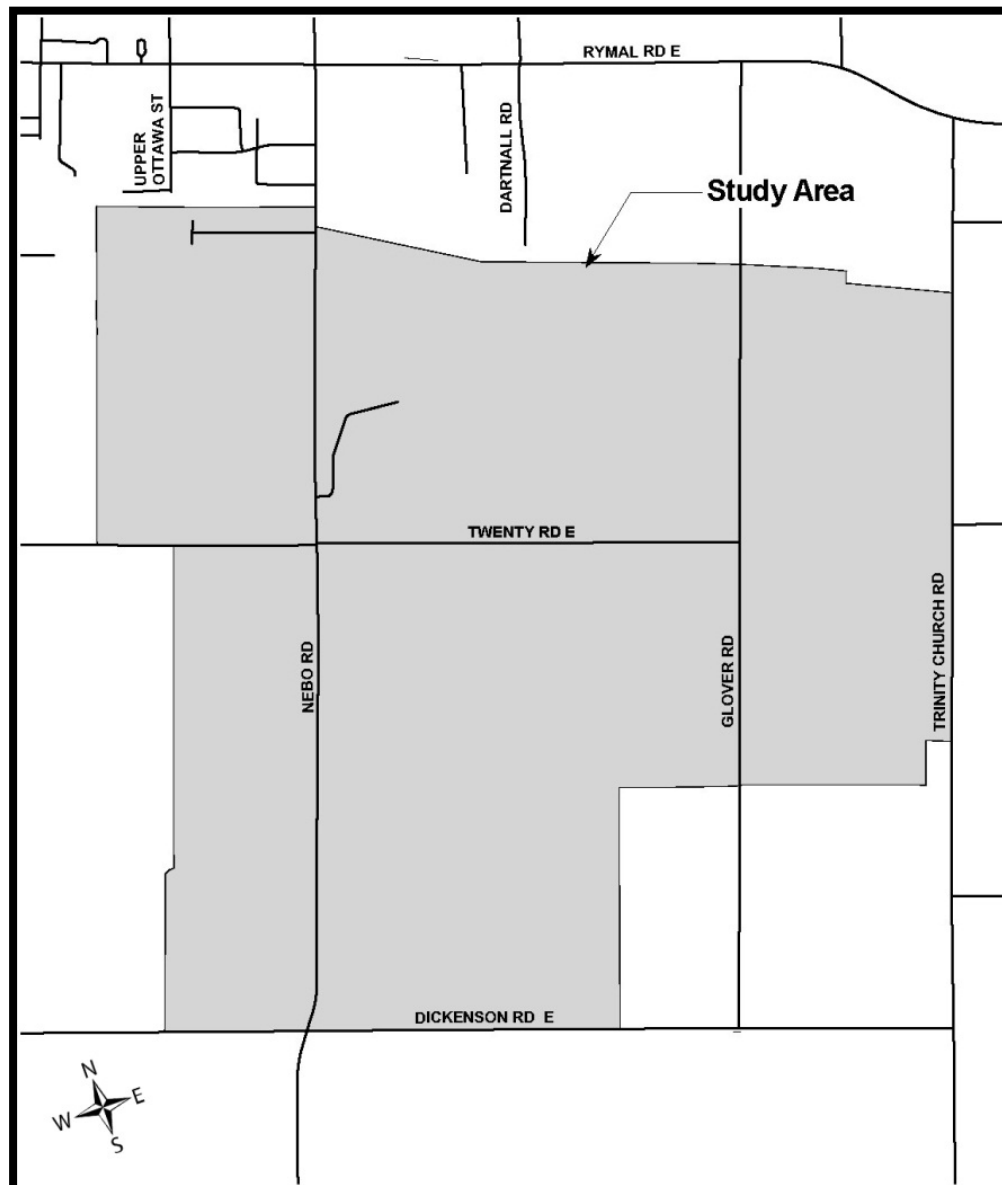 RYMAL RD E
UPPER
OTTAWA ST
DARTNALL RD
Study Area
TWENTY RD E
NEBO RD
GLOVER RD
TRINITY CHURCH RD
DICKENSON RD  E
N
W
E
S